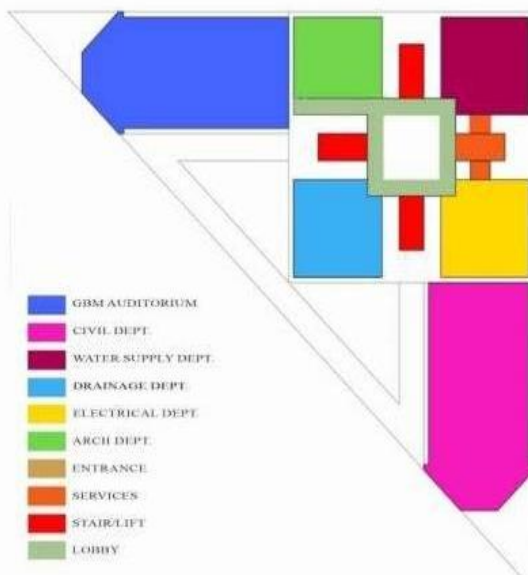 GBM AUDITORIUM
CIVIL DEPT.
WATER SUPPLY DEPT.
DRAINAGE DEPT.
ELECTRICAL DEPT.
ARCH DEPT.
ENTRANCE
SERVICES
STAIR/LIFT
LOBBY